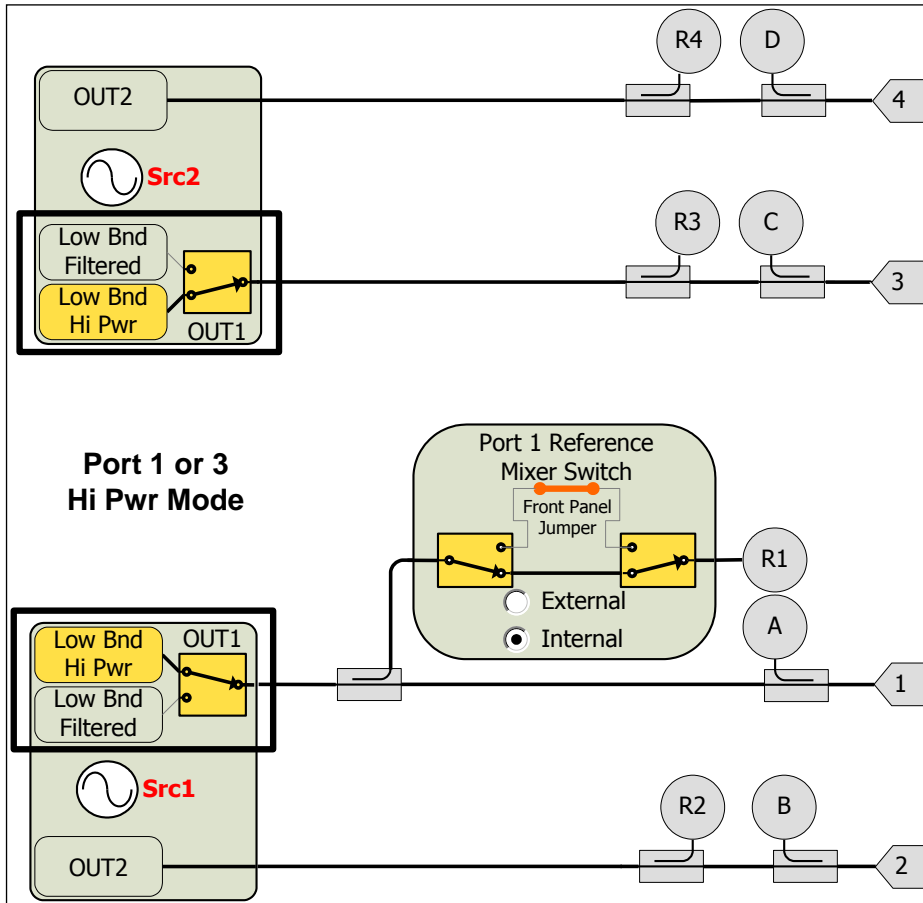 R4
D
OUT2
4
Src2
Low Bnd
Filtered
R3
C
3
Low Bnd
Hi Pwr
OUT1
Port 1 or 3
Hi Pwr Mode
Port 1 Reference
Mixer Switch
Front Panel
Jumper
R1
External
Internal
A
Low Bnd
Hi Pwr
OUT1
1
Low Bnd
Filtered
Src1
R2
B
OUT2
2